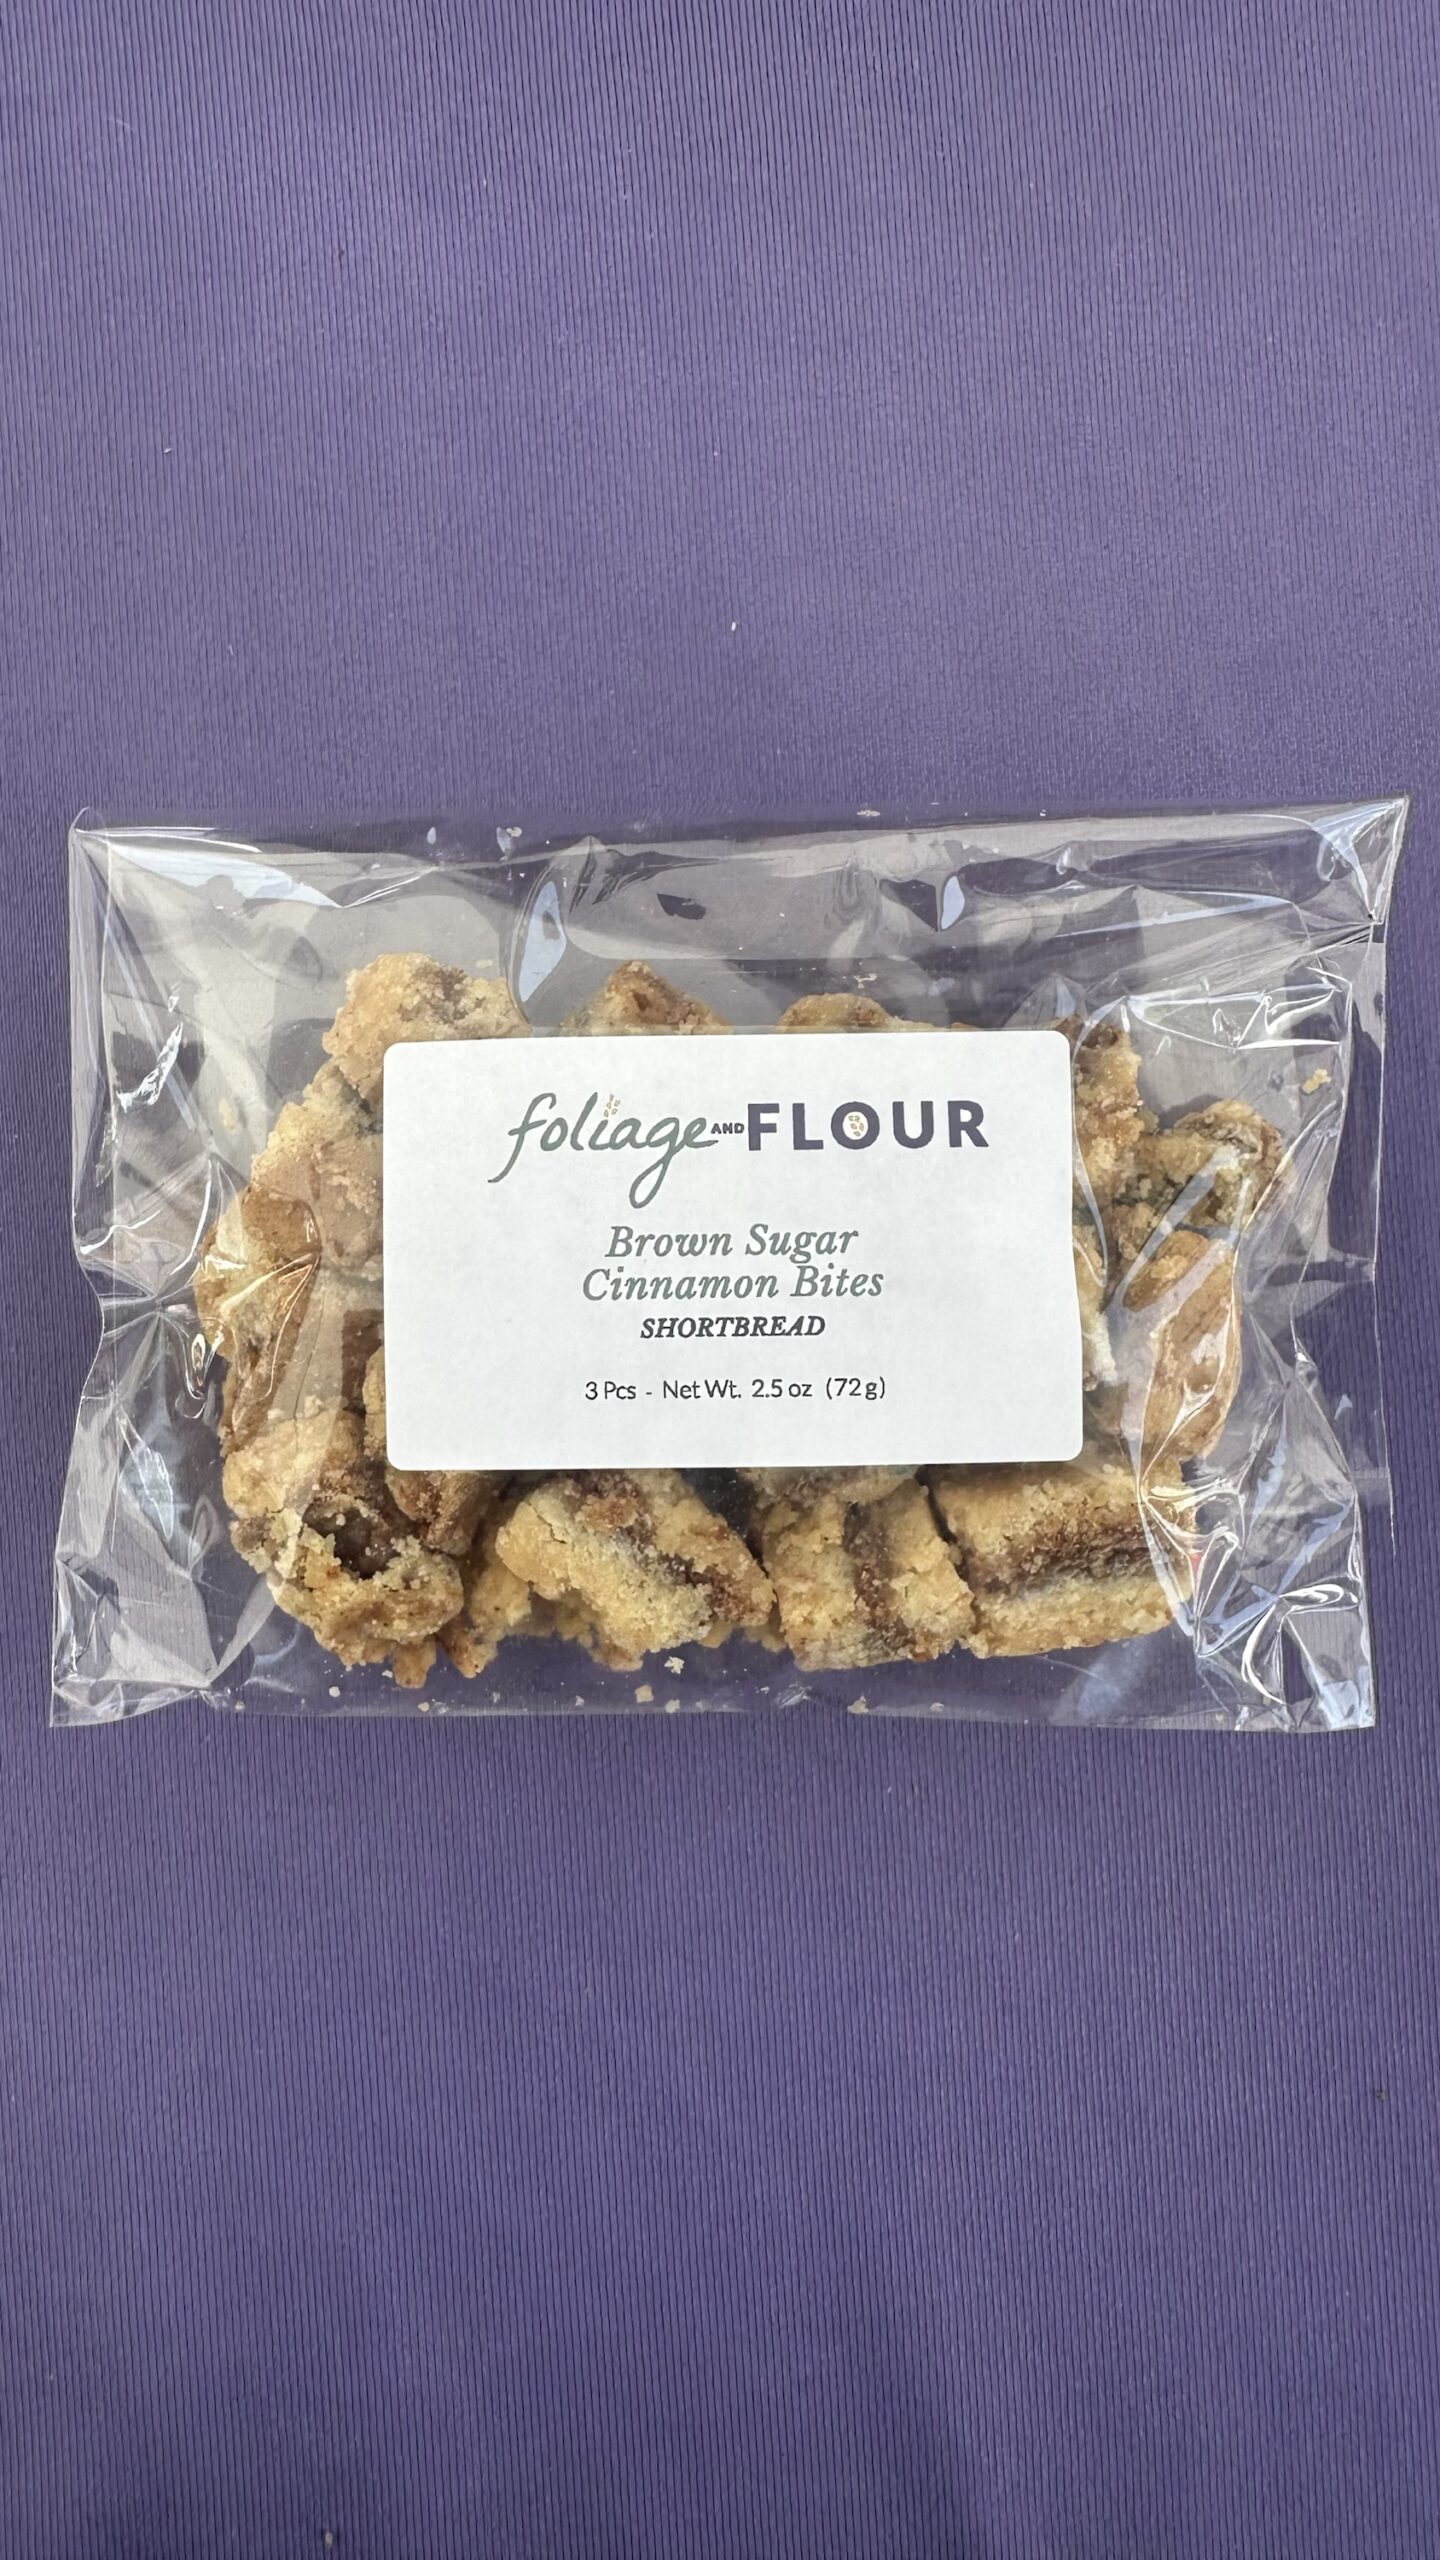 foliage AND FLOUR
Brown Sugar
Cinnamon Bites
SHORTBREAD
3 Pcs - Net Wt. 2.5 oz (72g)